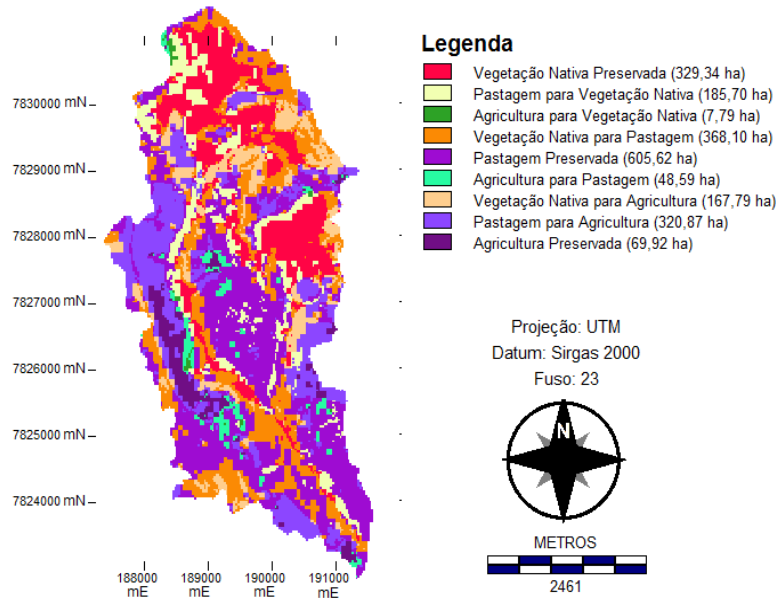 Legenda
Vegetação Nativa Preservada (329,34 ha)
Pastagem para Vegetação Nativa (185,70 ha)
Agricultura para Vegetação Nativa (7,79 ha)
Vegetação Nativa para Pastagem (368,10 ha)
Pastagem Preservada (605,62 ha)
Agricultura para Pastagem (48,59 ha)
Vegetação Nativa para Agricultura (167,79 ha)
Pastagem para Agricultura (320,87 ha)
Agricultura Preservada (69,92 ha)
7830000 mN
7829000 mN
7828000 mN
7827000 mN
7826000 mN
7825000 mN
7824000 mN
188000 189000 190000 191000
mE mE mE mE
Projeção: UTM
Datum: Sirgas 2000
Fuso: 23
N
METROS
2461